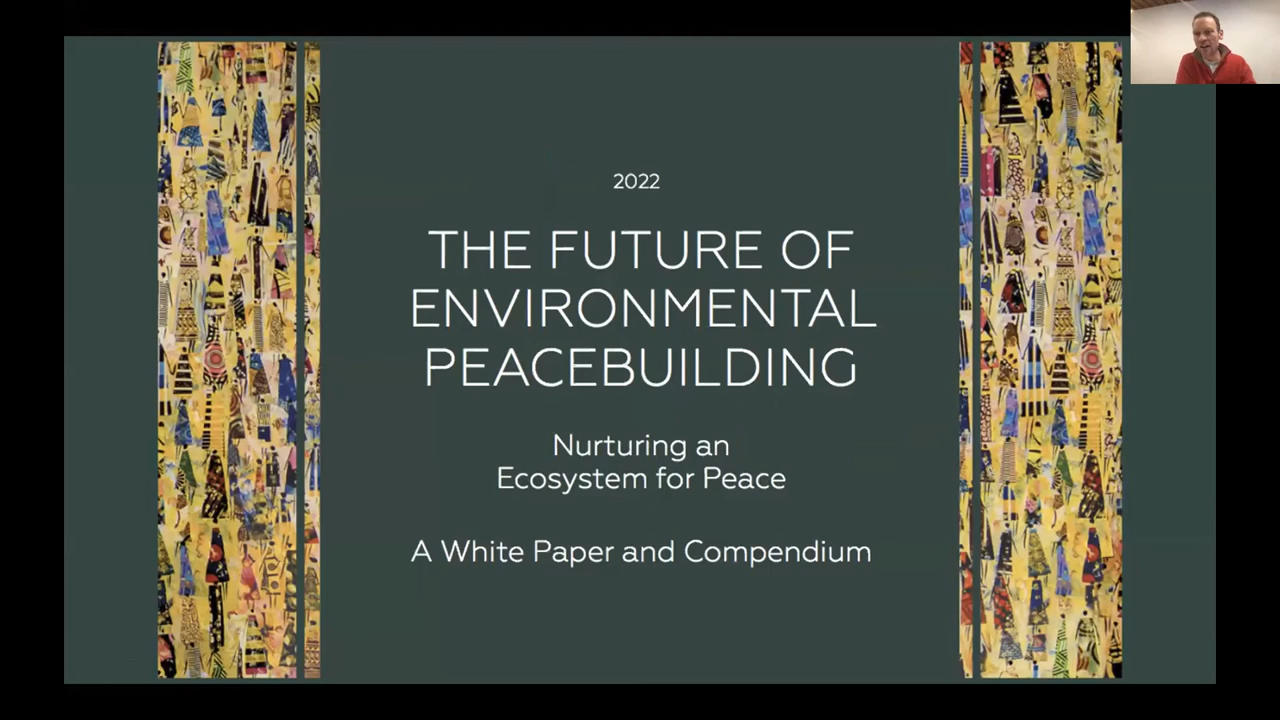 2022
THE FUTURE OF
ENVIRONMENTAL
PEACEBUILDING
Nurturing an
Ecosystem for Peace
A White Paper and Compendium